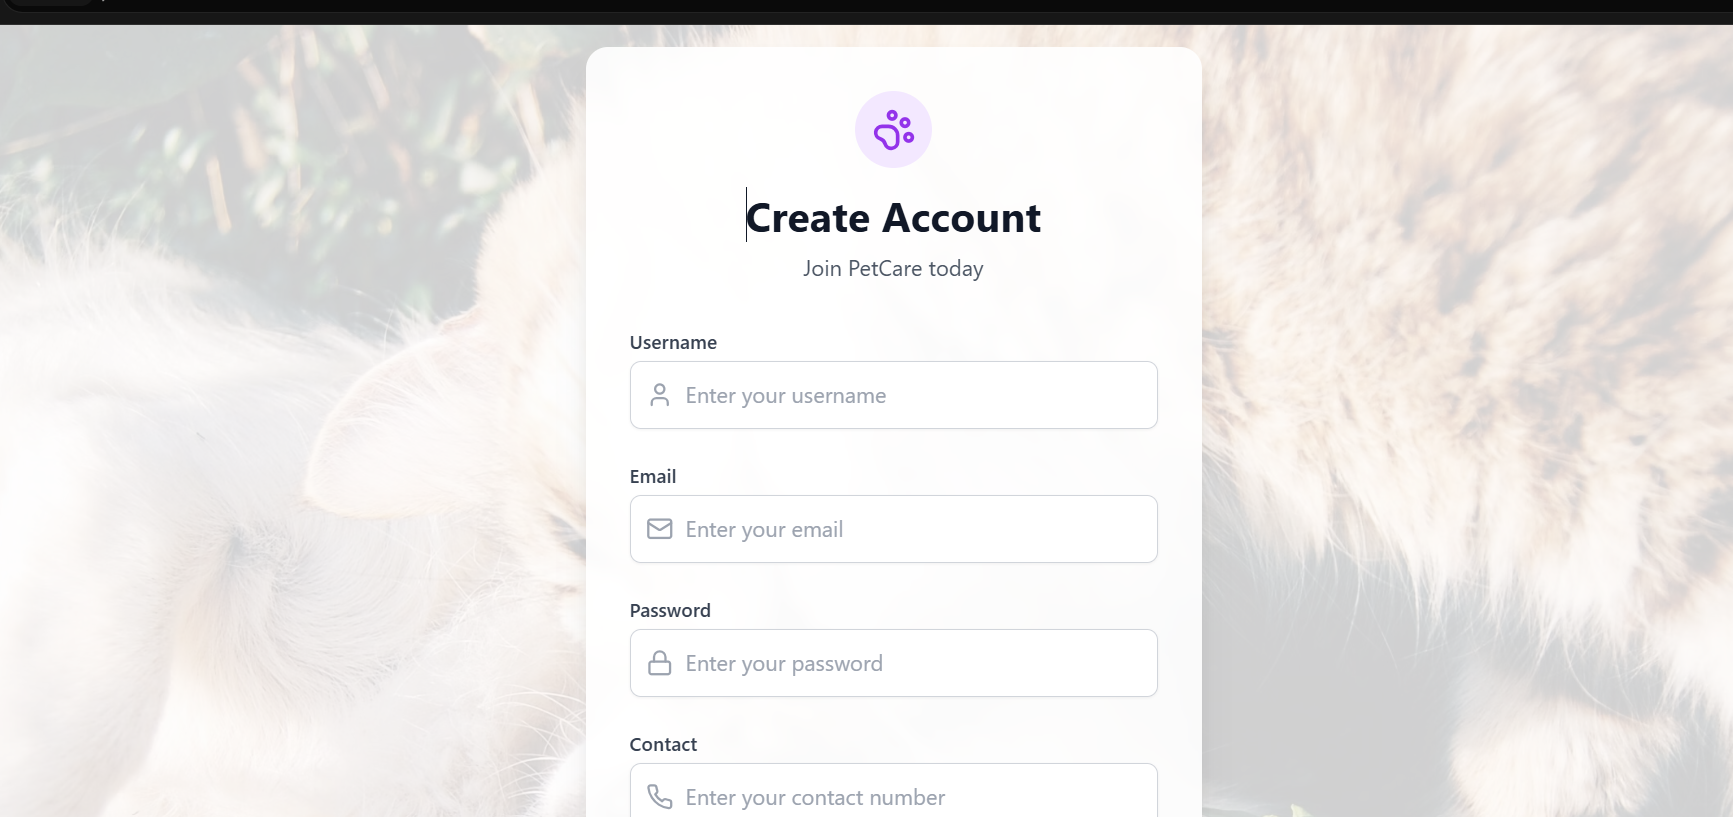 Create Account
Join PetCare today
Username
Enter your username
Email
Enter your email
Password
Enter your password
Contact
Enter your contact number